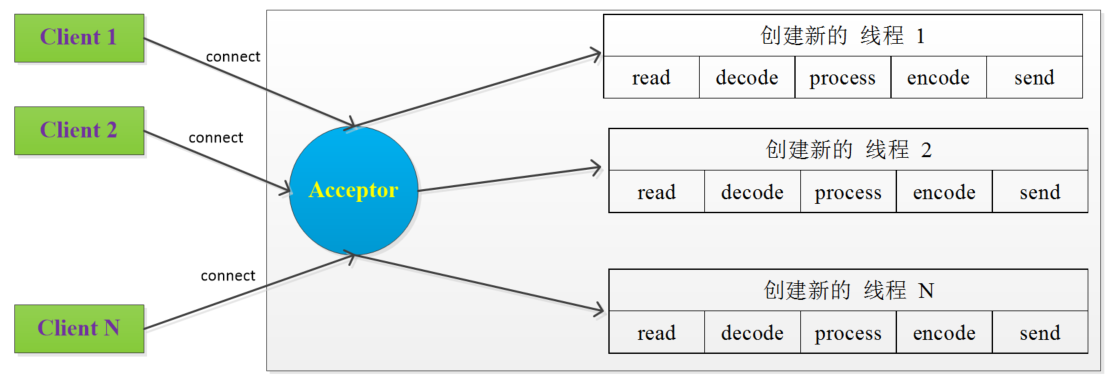 Client 1
connect
创建新的 线程 1
read decode process encode send
Client 2
connect
Acceptor
创建新的 线程 2
read decode process encode send
Client N
connect
创建新的 线程 N
read decode process encode send